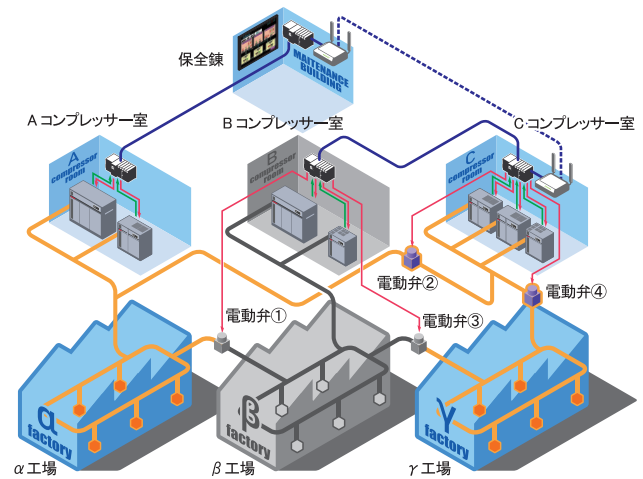 保全錬
MAITENANCE
BUILDING
Aコンプレッサー室
Bコンプレッサー室
Cコンプレッサー室
A
compressor
room
B
compressor
room
C
compressor
room
電動弁②
電動弁④
電動弁①
電動弁③
α
factory
β
factory
γ
factory
α工場
β工場
γ工場